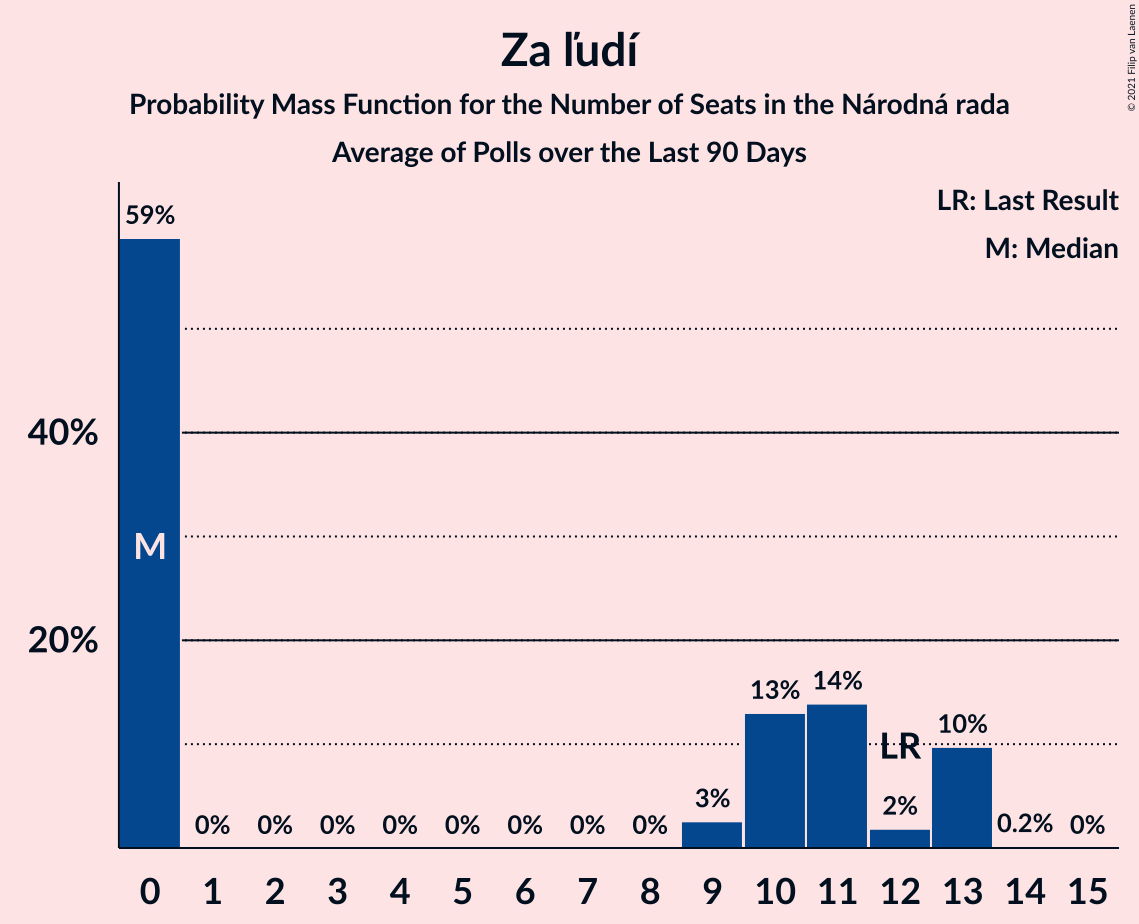 Za ľudí
Probability Mass Function for the Number of Seats in the Národná rada
Average of Polls over the Last 90 Days
© 2021 Filip van Laenen
LR: Last Result
M: Median
59%
40%
M
20%
0% 0% 0% 0% 0% 0% 0% 0% 3% 13% 14% LR 2% 10% 0.2% 0%
0 1 2 3 4 5 6 7 8 9 10 11 12 13 14 15